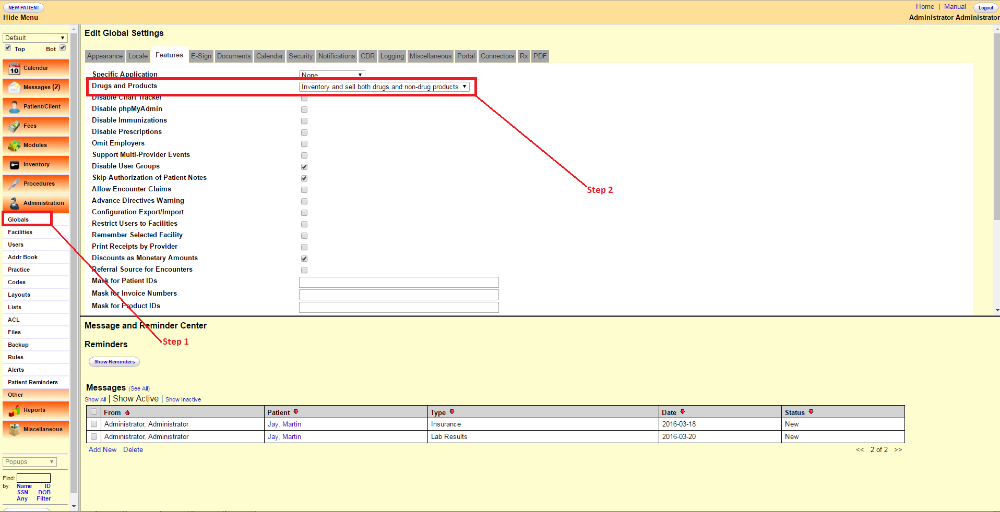 NEW PATIENT
Hide Menu
Home | Manual Logout
Administrator Administrator
Default
Top Bot
Calendar
Messages (2)
Patient/Client
Fees
Modules
Inventory
Procedures
Administration
Globals
Facilities
Users
Addr Book
Practice
Codes
Layouts
Lists
ACL
Files
Backup
Rules
Alerts
Patient Reminders
Other
Reports
Miscellaneous
Popups
Find:
by: Name ID
SSN DOB
Any Filter
Edit Global Settings
Appearance Locale Features E-Sign Documents Calendar Security Notifications CDR Logging Miscellaneous Portal Connectors Rx PDF
Specific Application None
Drugs and Products Inventory and sell both drugs and non-drug products
Disable Chart Tracker
Disable phpMyAdmin
Disable Immunizations
Disable Prescriptions
Omit Employers
Support Multi-Provider Events
Disable User Groups
Skip Authorization of Patient Notes
Allow Encounter Claims
Advance Directives Warning
Configuration Export/Import
Restrict Users to Facilities
Remember Selected Facility
Print Receipts by Provider
Discounts as Monetary Amounts
Referral Source for Encounters
Mask for Patient IDs
Mask for Invoice Numbers
Mask for Product IDs
Step 2
Message and Reminder Center
Step 1
Reminders
Show Reminders
Messages (See All)
Show All | Show Active | Show Inactive
From Patient Type Date Status
Administrator, Administrator Jay, Martin Insurance 2016-03-18 New
Administrator, Administrator Jay, Martin Lab Results 2016-03-20 New
Add New Delete << 2 of 2 >>